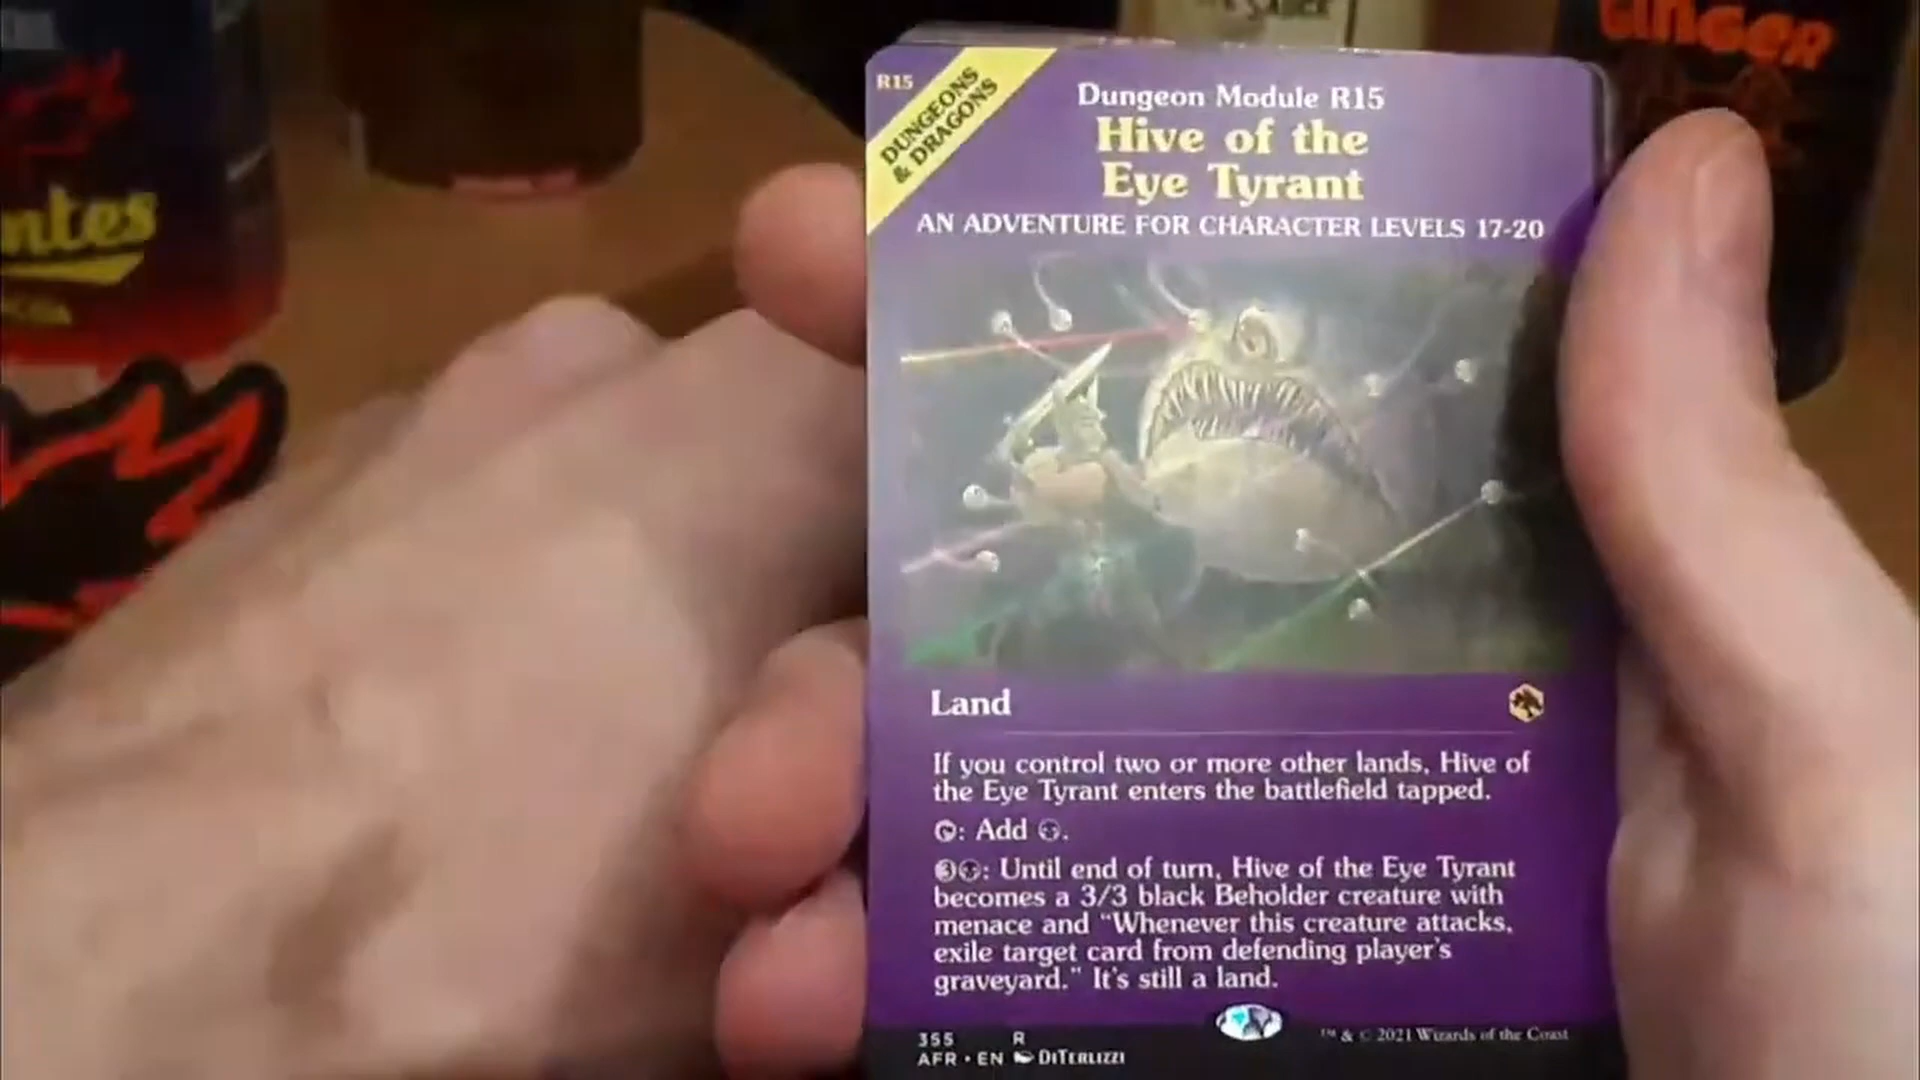 GINGER
ntes
R15
DUNGEONS
& DRAGONS
Dungeon Module R15
Hive of the
Eye Tyrant
AN ADVENTURE FOR CHARACTER LEVELS 17-20
Land
If you control two or more other lands, Hive of
the Eye Tyrant enters the battlefield tapped.
: Add .
3: Until end of turn, Hive of the Eye Tyrant
becomes a 3/3 black Beholder creature with
menace and "Whenever this creature attacks,
exile target card from defending player's
graveyard." It's still a land.
355 R
AFR • EN DiTERLIZZI
™ & © 2021 Wizards of the Coast